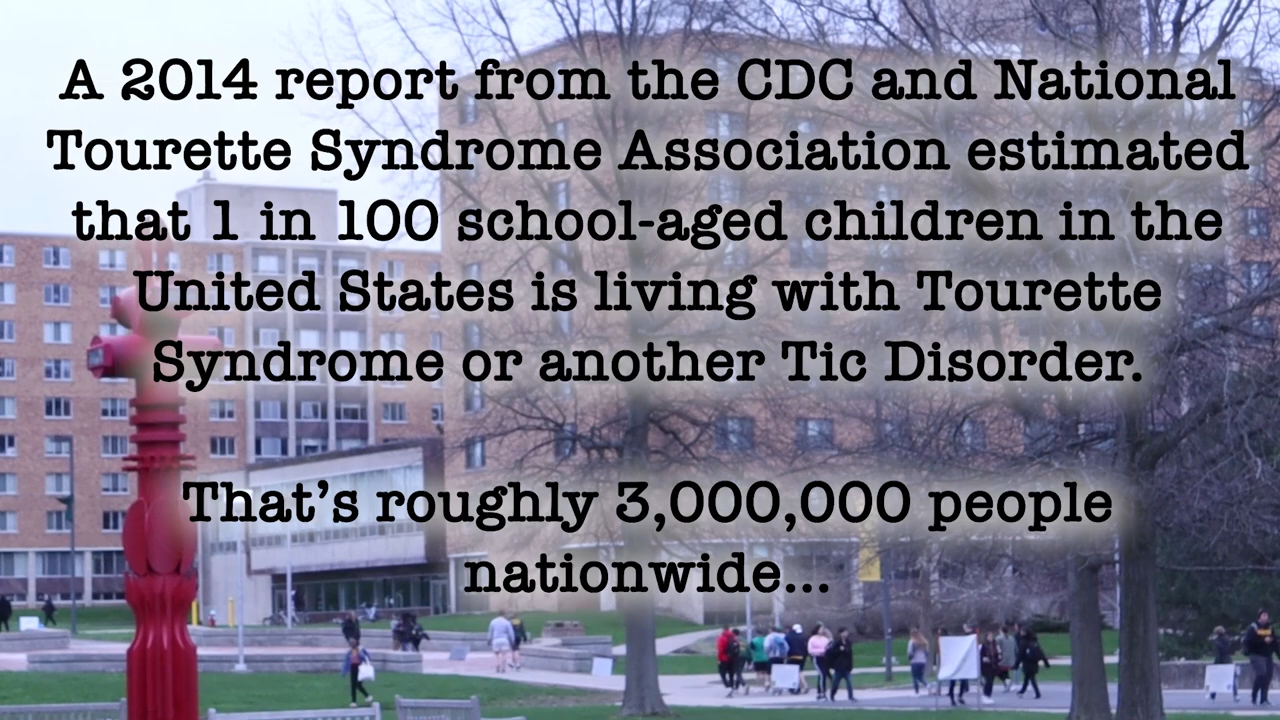 A 2014 report from the CDC and National
Tourette Syndrome Association estimated
that 1 in 100 school-aged children in the
United States is living with Tourette
Syndrome or another Tic Disorder.
That's roughly 3,000,000 people
nationwide...